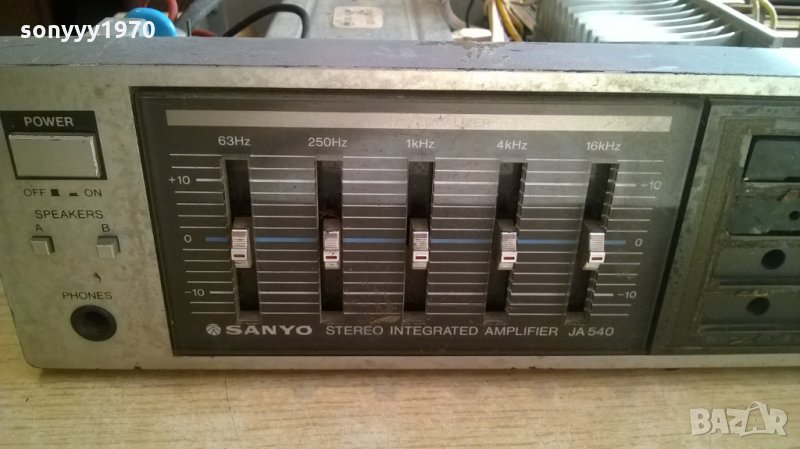 sonyyy1970
EQUALIZER
POWER
63Hz 250Hz 1kHz 4kHz 16kHz
+10 -10
OFF ON
SPEAKERS
A B
0 0
PHONES
-10 -10
SANYO STEREO INTEGRATED AMPLIFIER JA 540
BAZAR